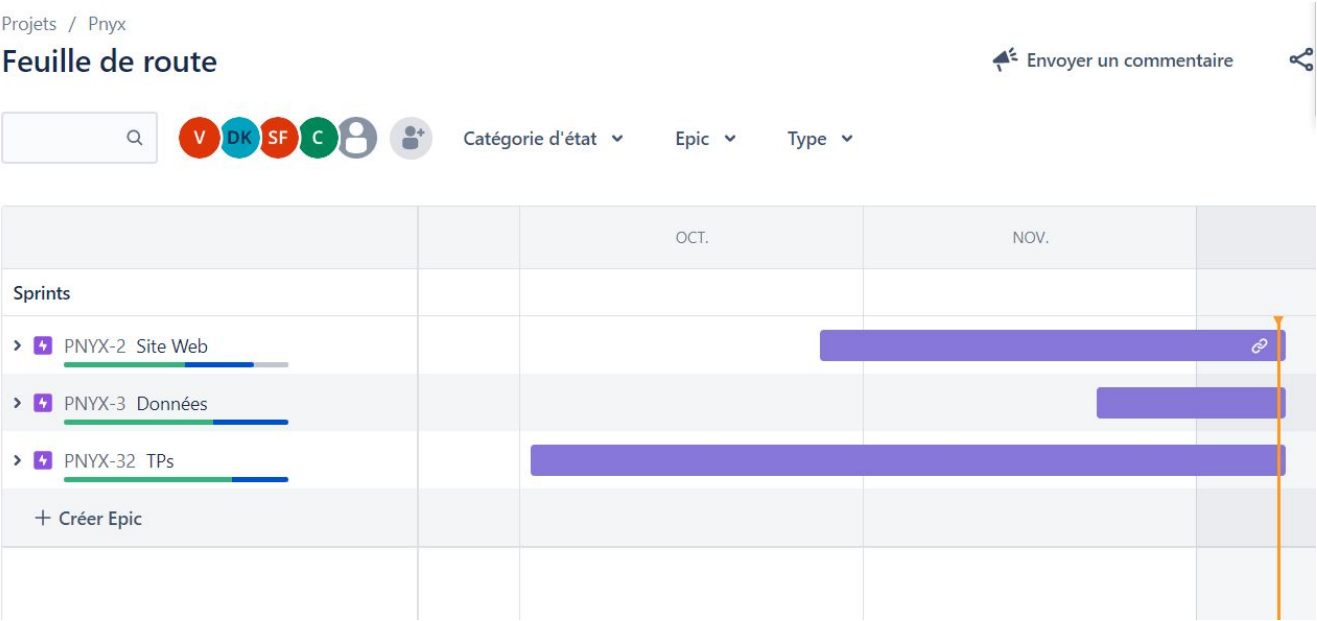 Projets / Pnyx
Feuille de route
Envoyer un commentaire
V DK SF C
Catégorie d'état
Epic
Type
OCT.
NOV.
Sprints
PNYX-2 Site Web
PNYX-3 Données
PNYX-32 TPs
+ Créer Epic